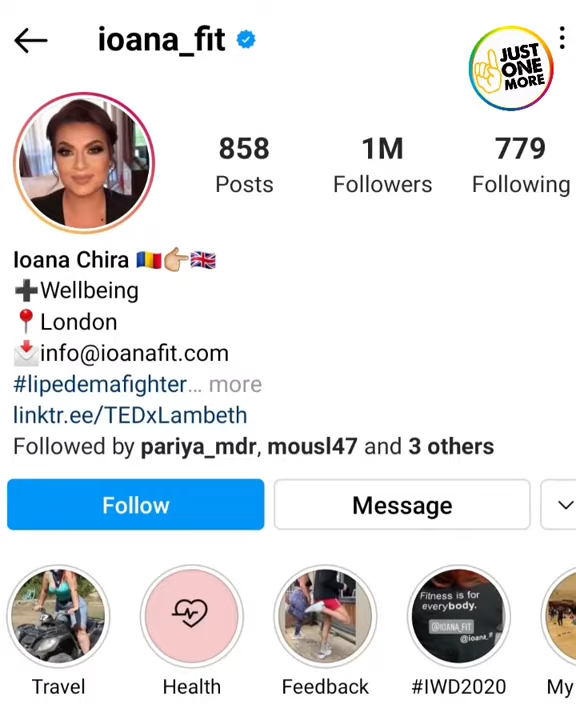 ioana_fit
JUST
ONE
MORE
858 1M 779
Posts Followers Following
Ioana Chira 🇷🇴👉🏼🇬🇧
➕Wellbeing
📍London
📩info@ioanafit.com
#lipedemafighter... more
linktr.ee/TEDxLambeth
Followed by pariya_mdr, mousl47 and 3 others
Follow Message
Fitness is for
everybody.
@IOANA_FIT
Travel Health Feedback #IWD2020 My